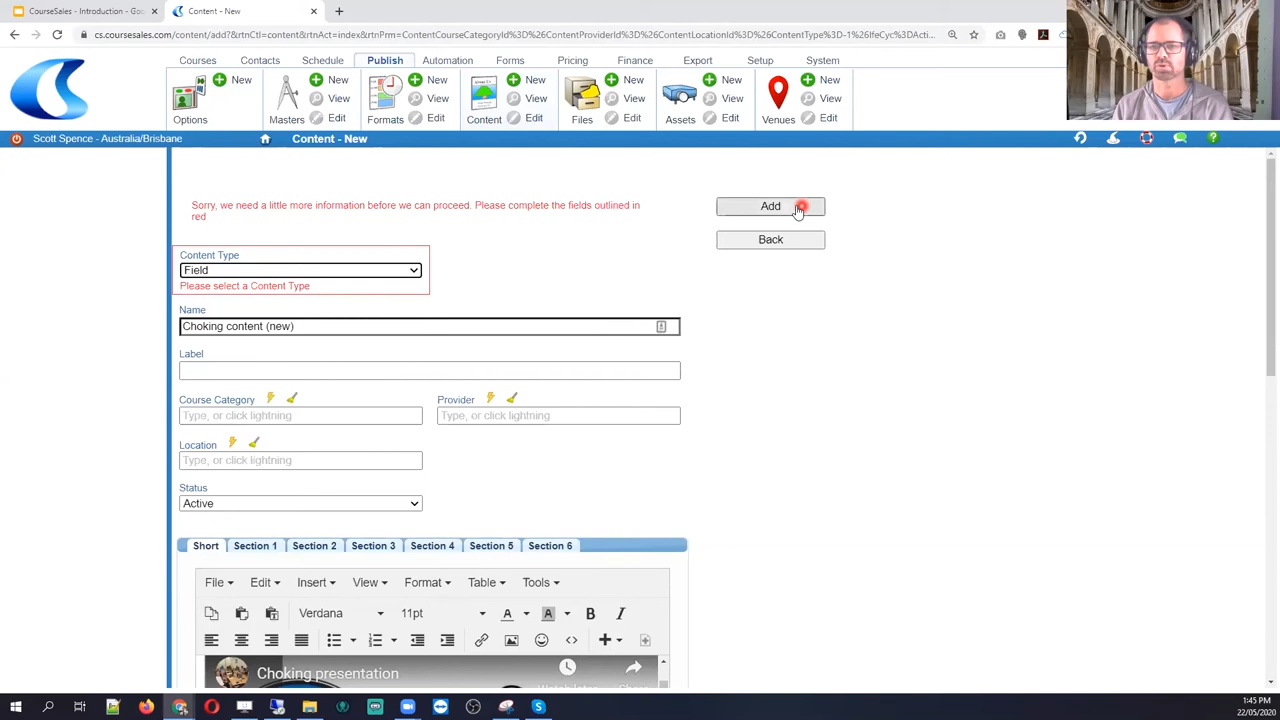 CourseSales - Introduction - Goo
Content - New
cs.coursesales.com/content/add?&rtnCtl=content&rtnAct=index&rtnPrm=ContentCourseCategoryId%3D%26ContentProviderId%3D%26ContentLocationId%3D%26ContentType%3D-1%26lifeCyc%3DActi...
Courses Contacts Schedule Publish Automation Forms Pricing Finance Export Setup System
New New New New New New New
View View View View View View
Options Masters Edit Formats Edit Content Edit Files Edit Assets Edit Venues Edit
Scott Spence - Australia/Brisbane Content - New
Sorry, we need a little more information before we can proceed. Please complete the fields outlined in
red
Add
Back
Content Type
Field
Please select a Content Type
Name
Choking content (new)
Label
Course Category Provider
Type, or click lightning Type, or click lightning
Location
Type, or click lightning
Status
Active
Short Section 1 Section 2 Section 3 Section 4 Section 5 Section 6
File Edit Insert View Format Table Tools
Verdana 11pt A A B I
Choking presentation
1:45 PM
22/05/2020